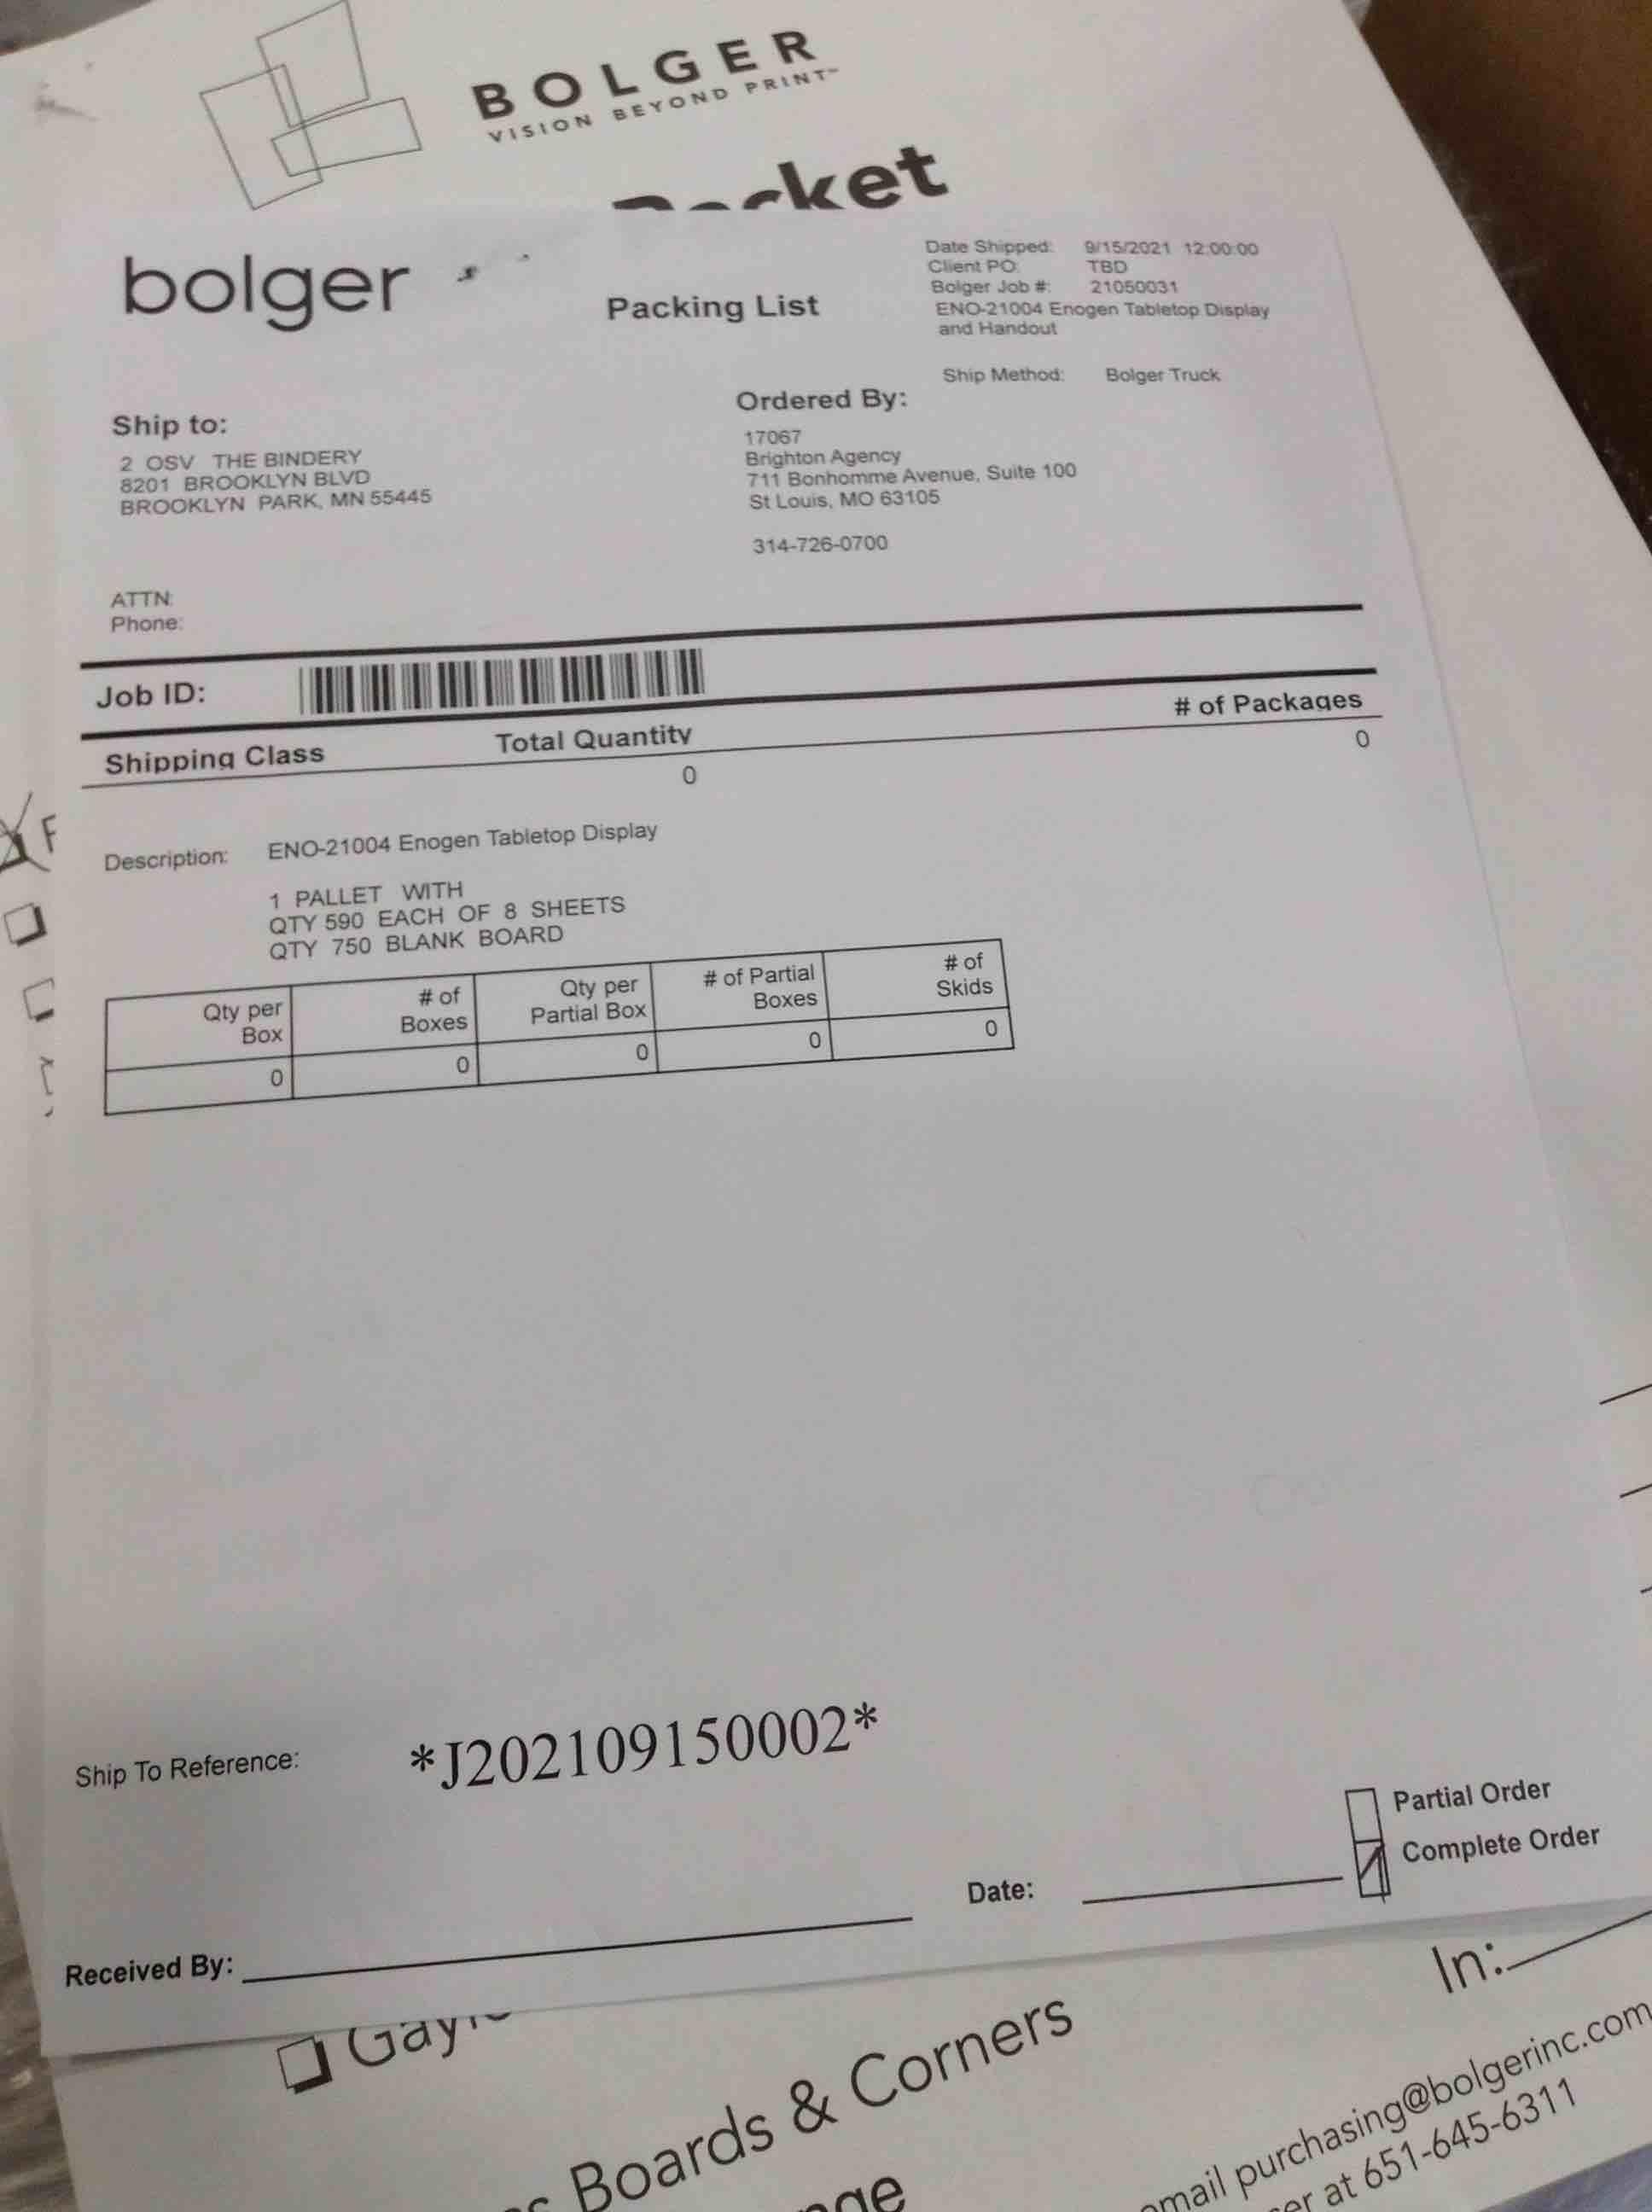 BOLGER
VISION BEYOND PRINT™
bolger
Packing List
Date Shipped: 9/15/2021 12:00:00
Client PO: TBD
Bolger Job #: 21050031
ENO-21004 Enogen Tabletop Display
and Handout
Ship Method: Bolger Truck
Ship to:
2 OSV THE BINDERY
8201 BROOKLYN BLVD
BROOKLYN PARK, MN 55445
Ordered By:
17067
Brighton Agency
711 Bonhomme Avenue, Suite 100
St Louis, MO 63105
314-726-0700
ATTN:
Phone:
Job ID:
Shipping Class Total Quantity # of Packages
0 0
Description: ENO-21004 Enogen Tabletop Display
1 PALLET WITH
QTY 590 EACH OF 8 SHEETS
QTY 750 BLANK BOARD
Qty per Box # of Boxes Qty per Partial Box # of Partial Boxes # of Skids
0 0 0 0 0
Ship To Reference: *J202109150002*
Partial Order
Complete Order
Received By: Date:
In:
Boards & Corners
email purchasing@bolgerinc.com
at 651-645-6311